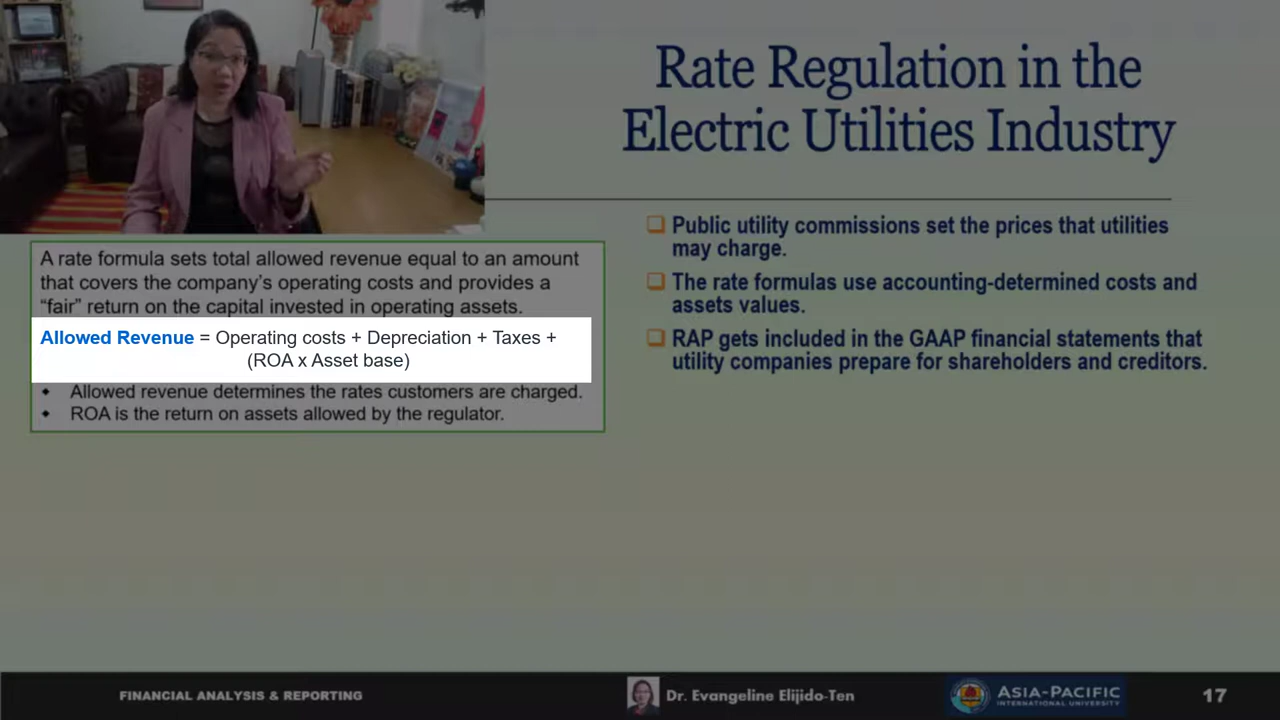 Rate Regulation in the
Electric Utilities Industry
A rate formula sets total allowed revenue equal to an amount
that covers the company's operating costs and provides a
“fair” return on the capital invested in operating assets.
Allowed Revenue = Operating costs + Depreciation + Taxes +
(ROA x Asset base)
Allowed revenue determines the rates customers are charged.
ROA is the return on assets allowed by the regulator.
Public utility commissions set the prices that utilities
may charge.
The rate formulas use accounting-determined costs and
assets values.
RAP gets included in the GAAP financial statements that
utility companies prepare for shareholders and creditors.
FINANCIAL ANALYSIS & REPORTING
Dr. Evangeline Elijido-Ten
ASIA-PACIFIC
INTERNATIONAL UNIVERSITY
17